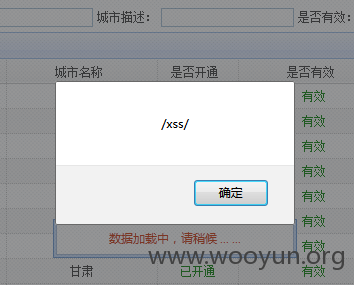 城市描述： 是否有效：
城市名称 是否开通 是否有效
有效
/xss/
有效
有效
有效
确定
有效
有效
数据加载中，请稍候 ... ...
有效
www.wooyun.org
甘肃 已开通 有效